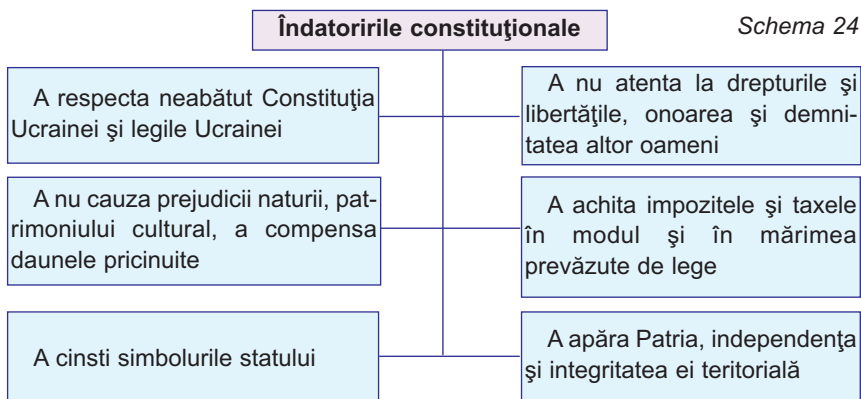 Îndatoririle constituţionale
Schema 24
A respecta neabătut Constituţia
Ucrainei şi legile Ucrainei
A nu atenta la drepturile şi
libertăţile, onoarea şi demni-
tatea altor oameni
A nu cauza prejudicii naturii, pat-
rimoniului cultural, a compensa
daunele pricinuite
A achita impozitele şi taxele
în modul şi în mărimea
prevăzute de lege
A cinsti simbolurile statului
A apăra Patria, independenţa
şi integritatea ei teritorială